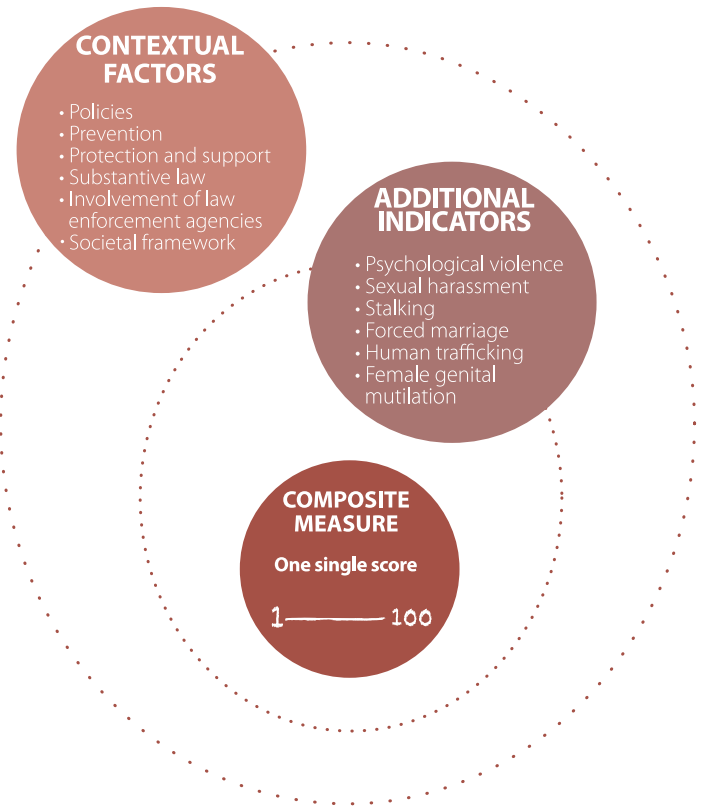 CONTEXTUAL
FACTORS
• Policies
• Prevention
• Protection and support
• Substantive law
• Involvement of law
enforcement agencies
• Societal framework
ADDITIONAL
INDICATORS
• Psychological violence
• Sexual harassment
• Stalking
• Forced marriage
• Human trafficking
• Female genital
mutilation
COMPOSITE
MEASURE
One single score
1 100